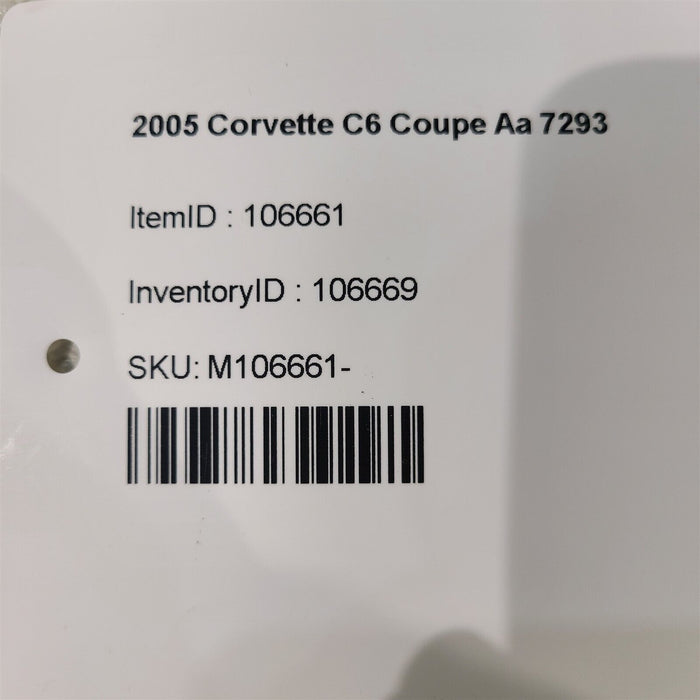 2005 Corvette C6 Coupe Aa 7293
ItemID : 106661
InventoryID : 106669
SKU: M106661-